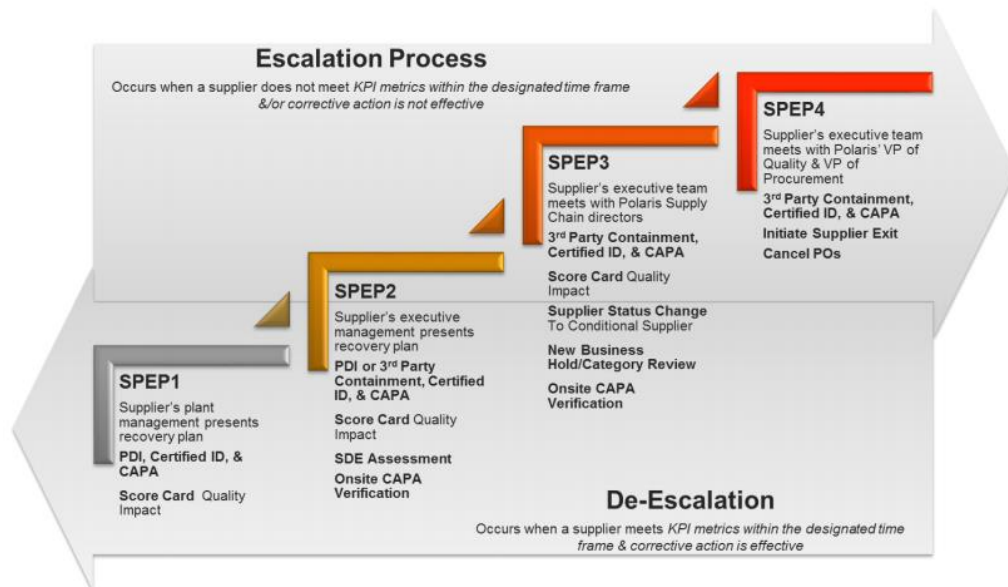 Escalation Process
Occurs when a supplier does not meet KPI metrics within the designated time frame
&/or corrective action is not effective
SPEP1
Supplier's plant
management presents
recovery plan
PDI, Certified ID, &
CAPA
Score Card Quality
Impact
SPEP2
Supplier's executive
management presents
recovery plan
PDI or 3rd Party
Containment, Certified
ID, & CAPA
Score Card Quality
Impact
SDE Assessment
Onsite CAPA
Verification
SPEP3
Supplier's executive team
meets with Polaris Supply
Chain directors
3rd Party Containment,
Certified ID, & CAPA
Score Card Quality
Impact
Supplier Status Change
To Conditional Supplier
New Business
Hold/Category Review
Onsite CAPA
Verification
SPEP4
Supplier's executive team
meets with Polaris' VP of
Quality & VP of
Procurement
3rd Party Containment,
Certified ID, & CAPA
Initiate Supplier Exit
Cancel POs
De-Escalation
Occurs when a supplier meets KPI metrics within the designated time
frame & corrective action is effective